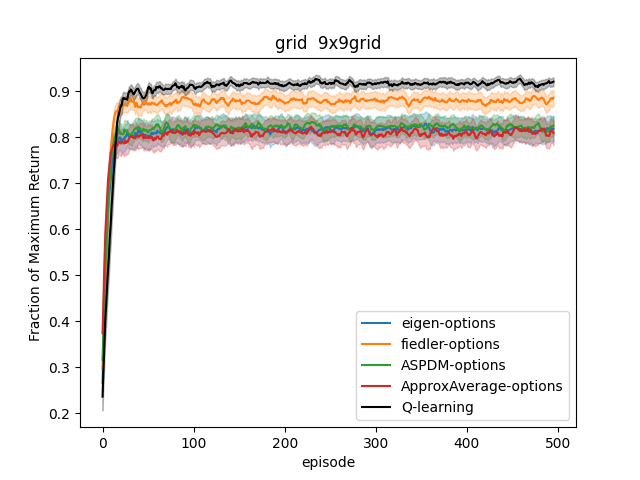 grid  9x9grid
Fraction of Maximum Return
0.9
0.8
0.7
0.6
0.5
0.4
0.3
0.2
eigen-options
fiedler-options
ASPDM-options
ApproxAverage-options
Q-learning
0 100 200 300 400 500
episode